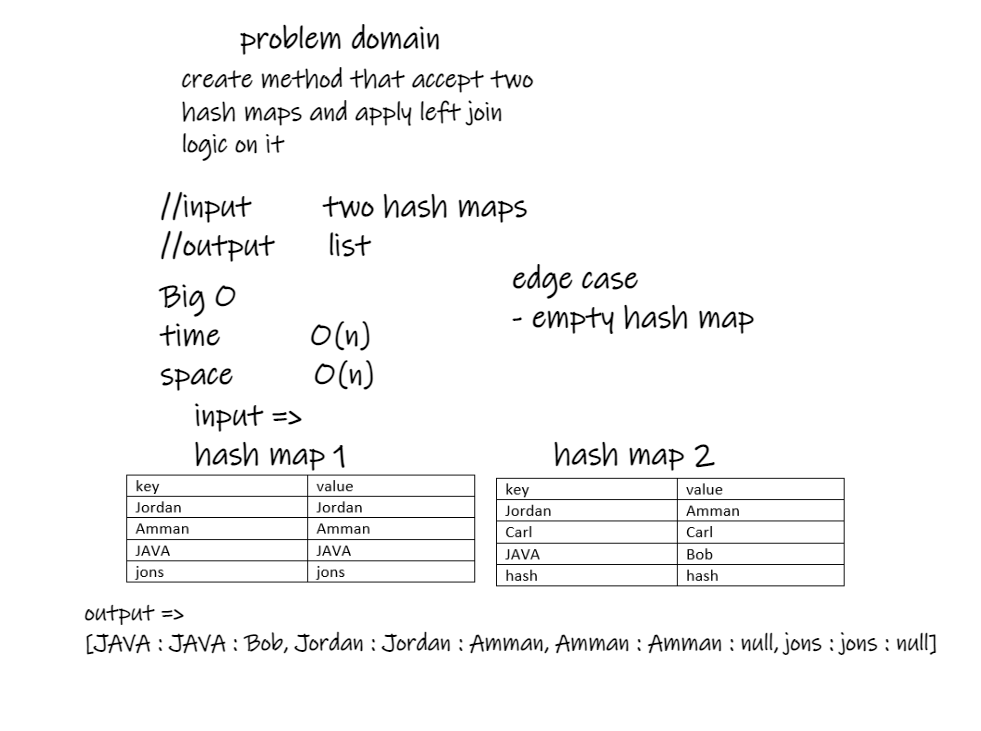 problem domain
create method that accept two
hash maps and apply left join
logic on it
//input two hash maps
//output list
edge case
- empty hash map
Big O
time O(n)
space O(n)
input =>
hash map 1
key value
Jordan Jordan
Amman Amman
JAVA JAVA
jons jons
hash map 2
key value
Jordan Amman
Carl Carl
JAVA Bob
hash hash
output =>
[JAVA : JAVA : Bob, Jordan : Jordan : Amman, Amman : Amman : null, jons : jons : null]